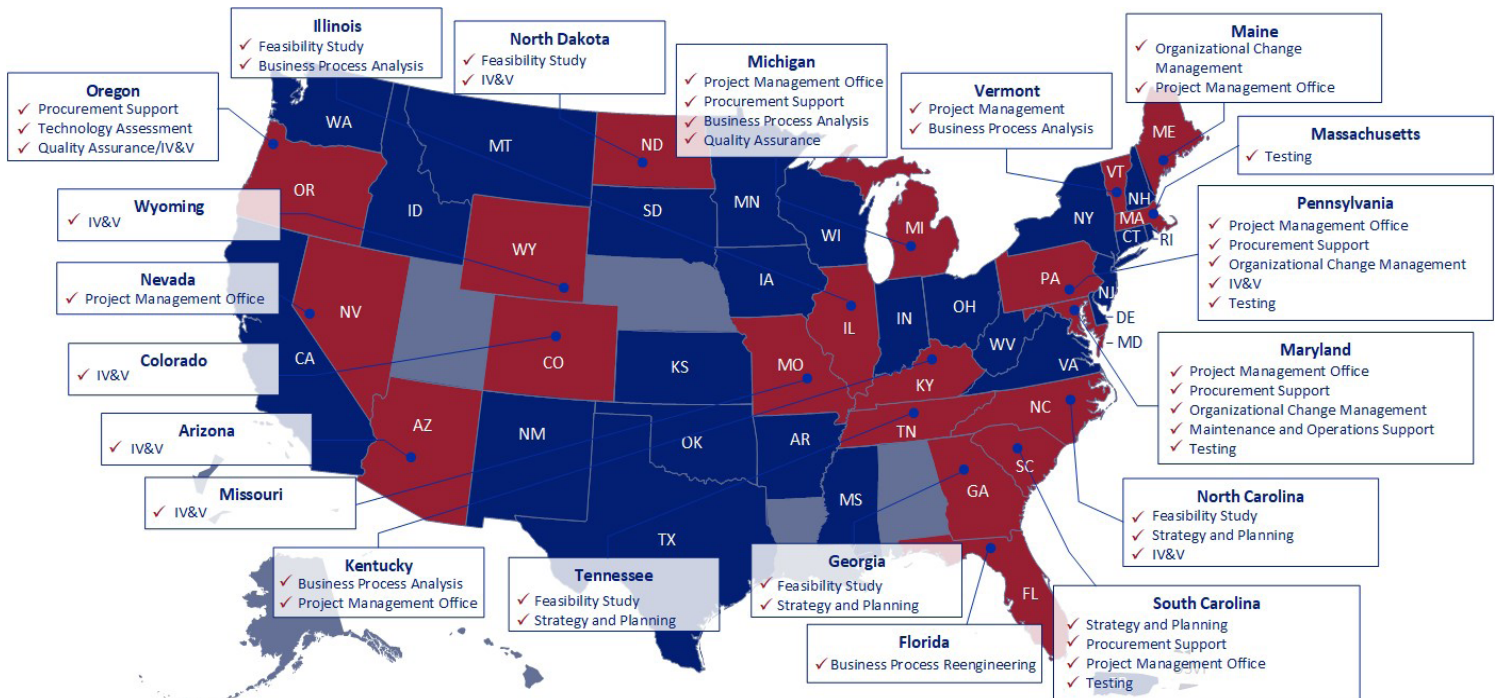 Illinois
✓ Feasibility Study
✓ Business Process Analysis
North Dakota
✓ Feasibility Study
✓ IV&V
Michigan
✓ Project Management Office
✓ Procurement Support
✓ Business Process Analysis
✓ Quality Assurance
Maine
✓ Organizational Change
Management
✓ Project Management Office
Oregon
✓ Procurement Support
✓ Technology Assessment
✓ Quality Assurance/IV&V
Vermont
✓ Project Management
✓ Business Process Analysis
Massachusetts
✓ Testing
Wyoming
✓ IV&V
Pennsylvania
✓ Project Management Office
✓ Procurement Support
✓ Organizational Change Management
✓ IV&V
✓ Testing
Nevada
✓ Project Management Office
Colorado
✓ IV&V
Maryland
✓ Project Management Office
✓ Procurement Support
✓ Organizational Change Management
✓ Maintenance and Operations Support
✓ Testing
Arizona
✓ IV&V
Missouri
✓ IV&V
North Carolina
✓ Feasibility Study
✓ Strategy and Planning
✓ IV&V
Kentucky
✓ Business Process Analysis
✓ Project Management Office
Tennessee
✓ Feasibility Study
✓ Strategy and Planning
Georgia
✓ Feasibility Study
✓ Strategy and Planning
Florida
✓ Business Process Reengineering
South Carolina
✓ Strategy and Planning
✓ Procurement Support
✓ Project Management Office
✓ Testing
WA
MT
ND
ME
VT
NH
OR
ID
SD
MN
WI
MI
NY
MA
CT
RI
WY
IA
PA
NJ
NV
IL
IN
OH
DE
MD
CA
CO
KS
MO
WV
VA
KY
AZ
NM
OK
AR
TN
NC
SC
MS
GA
TX
FL